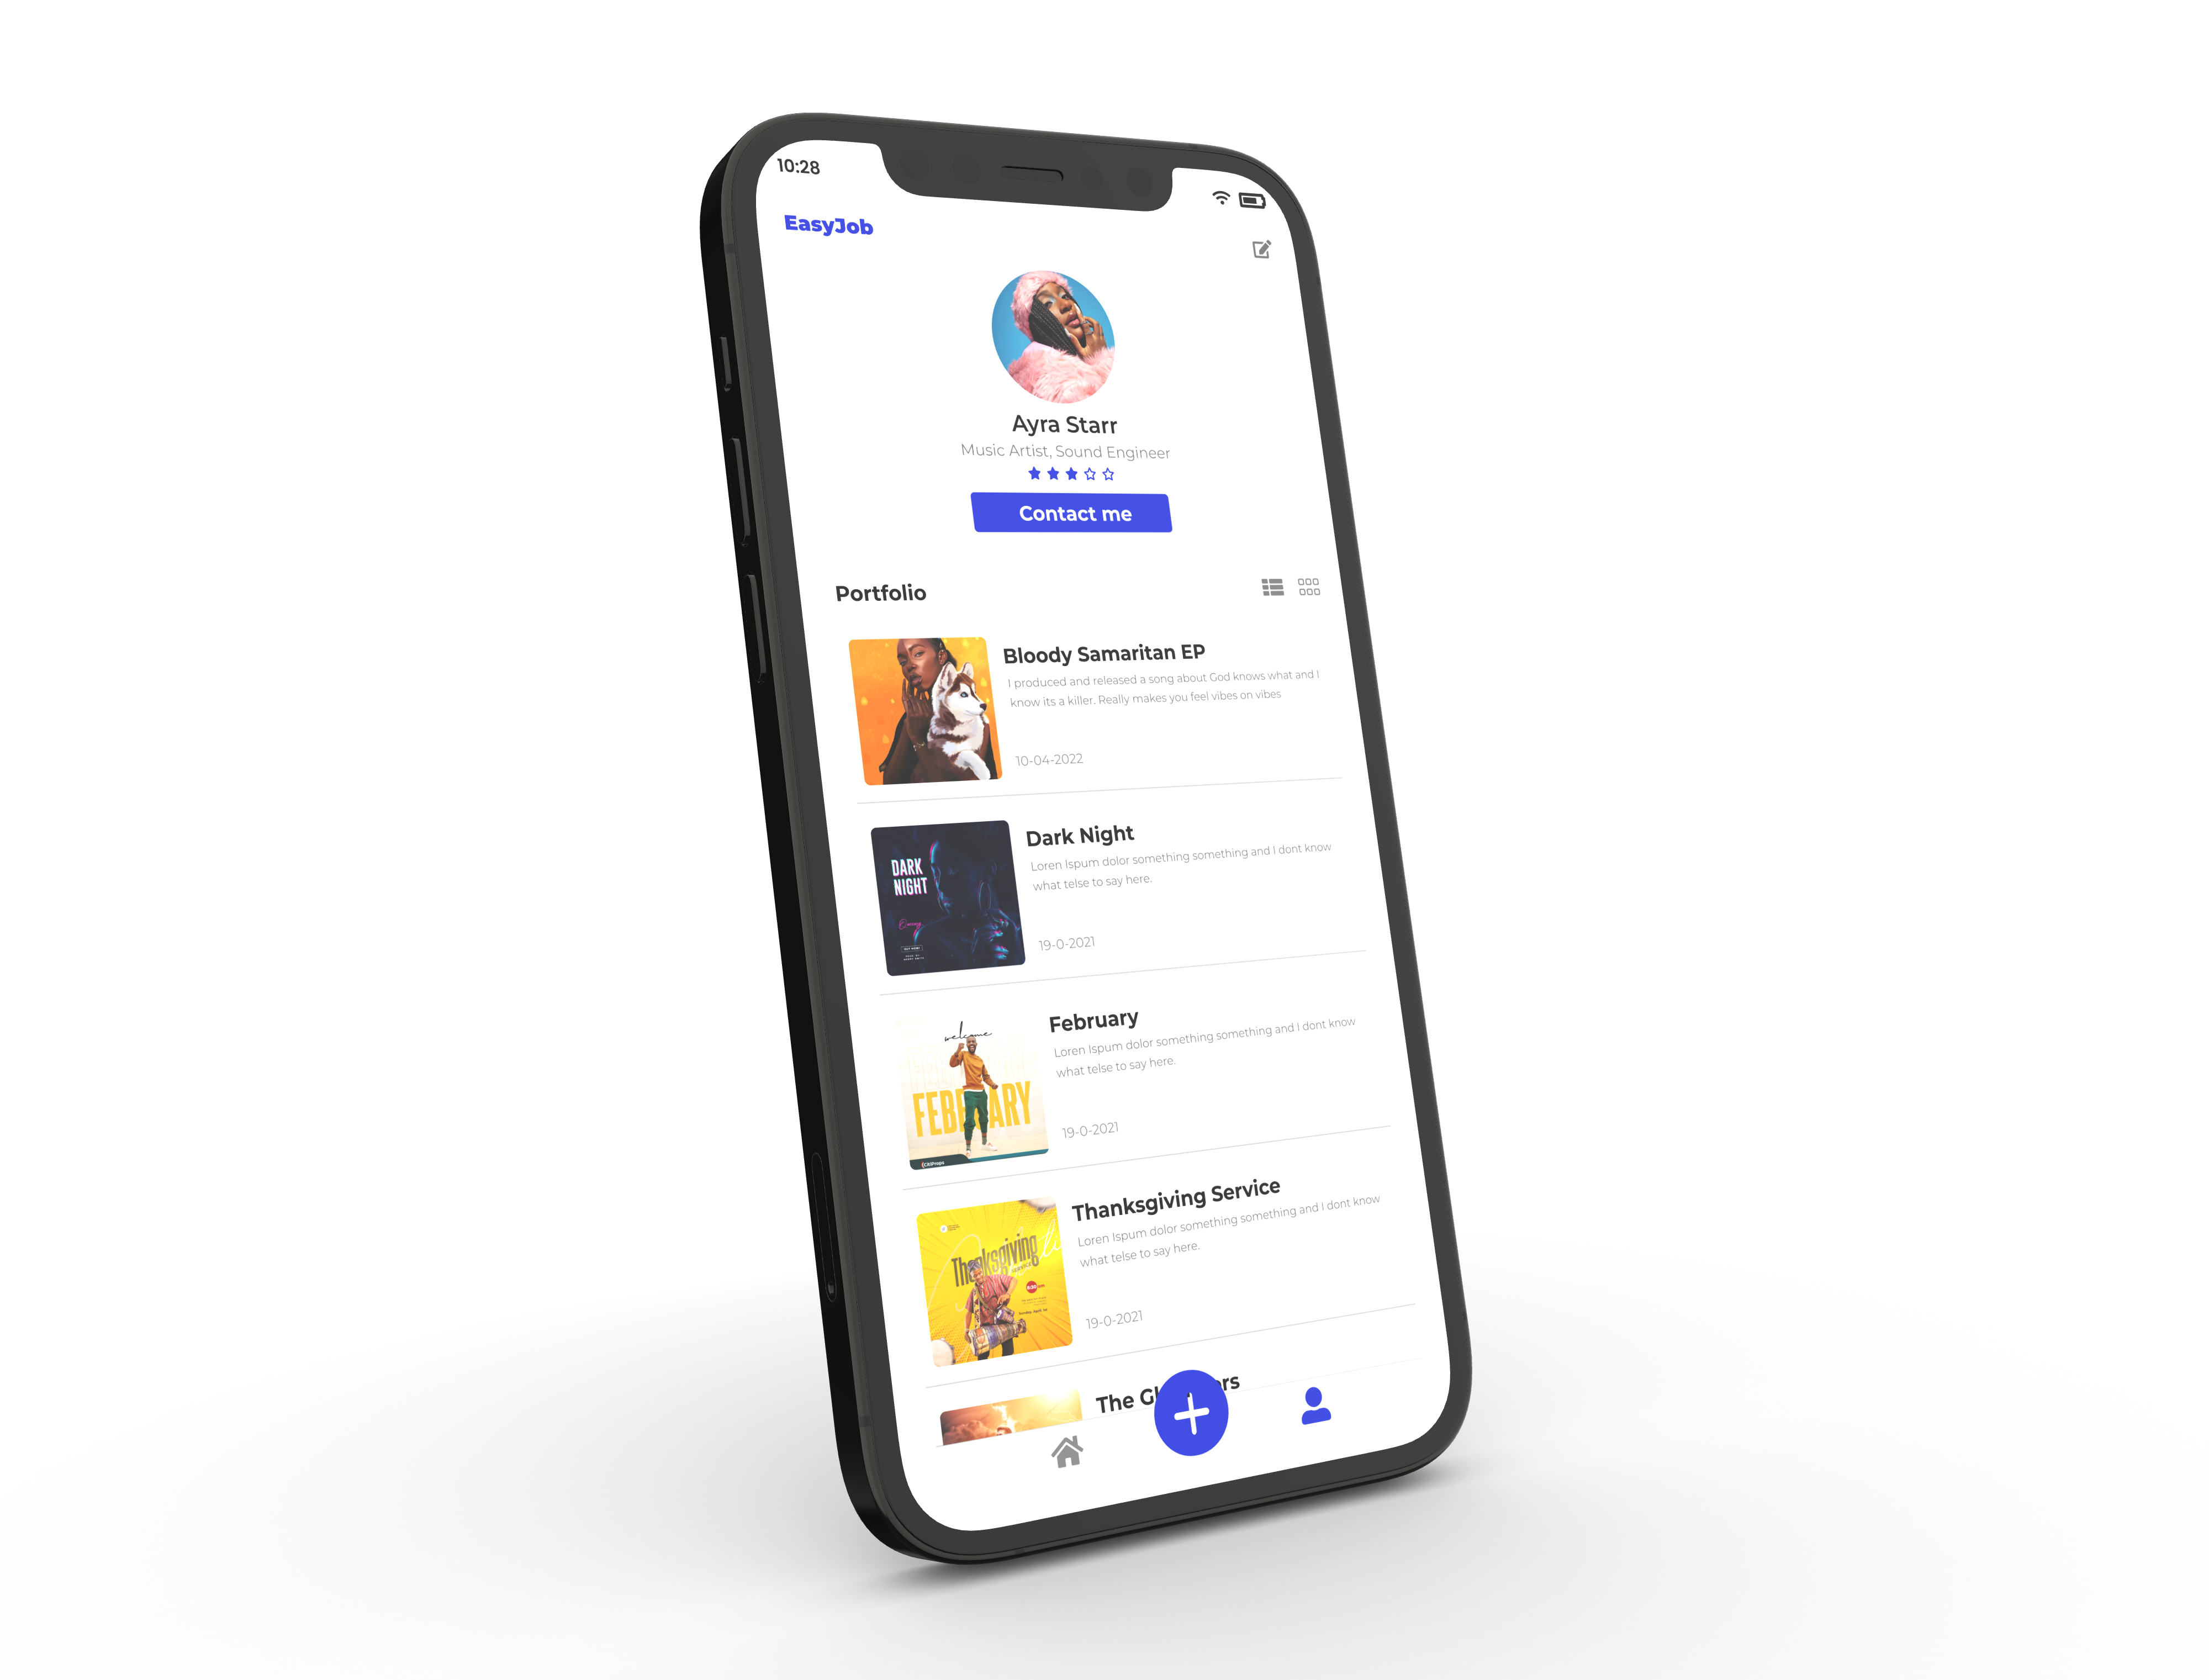 10:28
EasyJob
Ayra Starr
Music Artist, Sound Engineer
Contact me
Portfolio
Bloody Samaritan EP
I produced and released a song about God knows what and I
know its a killer. Really makes you feel vibes on vibes
10-04-2022
DARK
NIGHT
Dark Night
Loren Ispum dolor something something and I dont know
what telse to say here.
19-0-2021
welcome
FEB ARY
February
Loren Ispum dolor something something and I dont know
what telse to say here.
19-0-2021
Thanksgiving
Thanksgiving Service
Loren Ispum dolor something something and I dont know
what telse to say here.
19-0-2021
The Gl rs